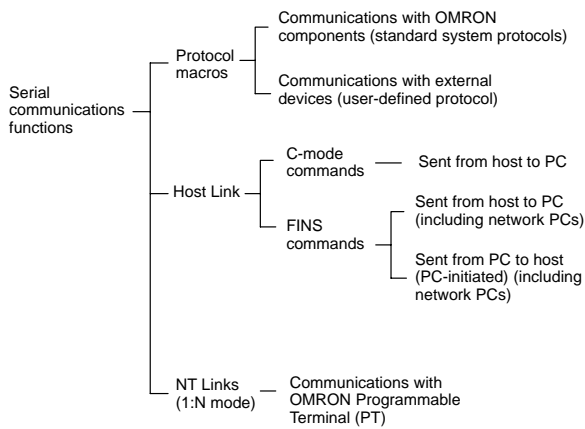 Serial
communications
functions
Protocol
macros
Communications with OMRON
components (standard system protocols)
Communications with external
devices (user-defined protocol)
Host Link
C-mode
commands
Sent from host to PC
FINS
commands
Sent from host to PC
(including network PCs)
Sent from PC to host
(PC-initiated) (including
network PCs)
NT Links
(1:N mode)
Communications with
OMRON Programmable
Terminal (PT)